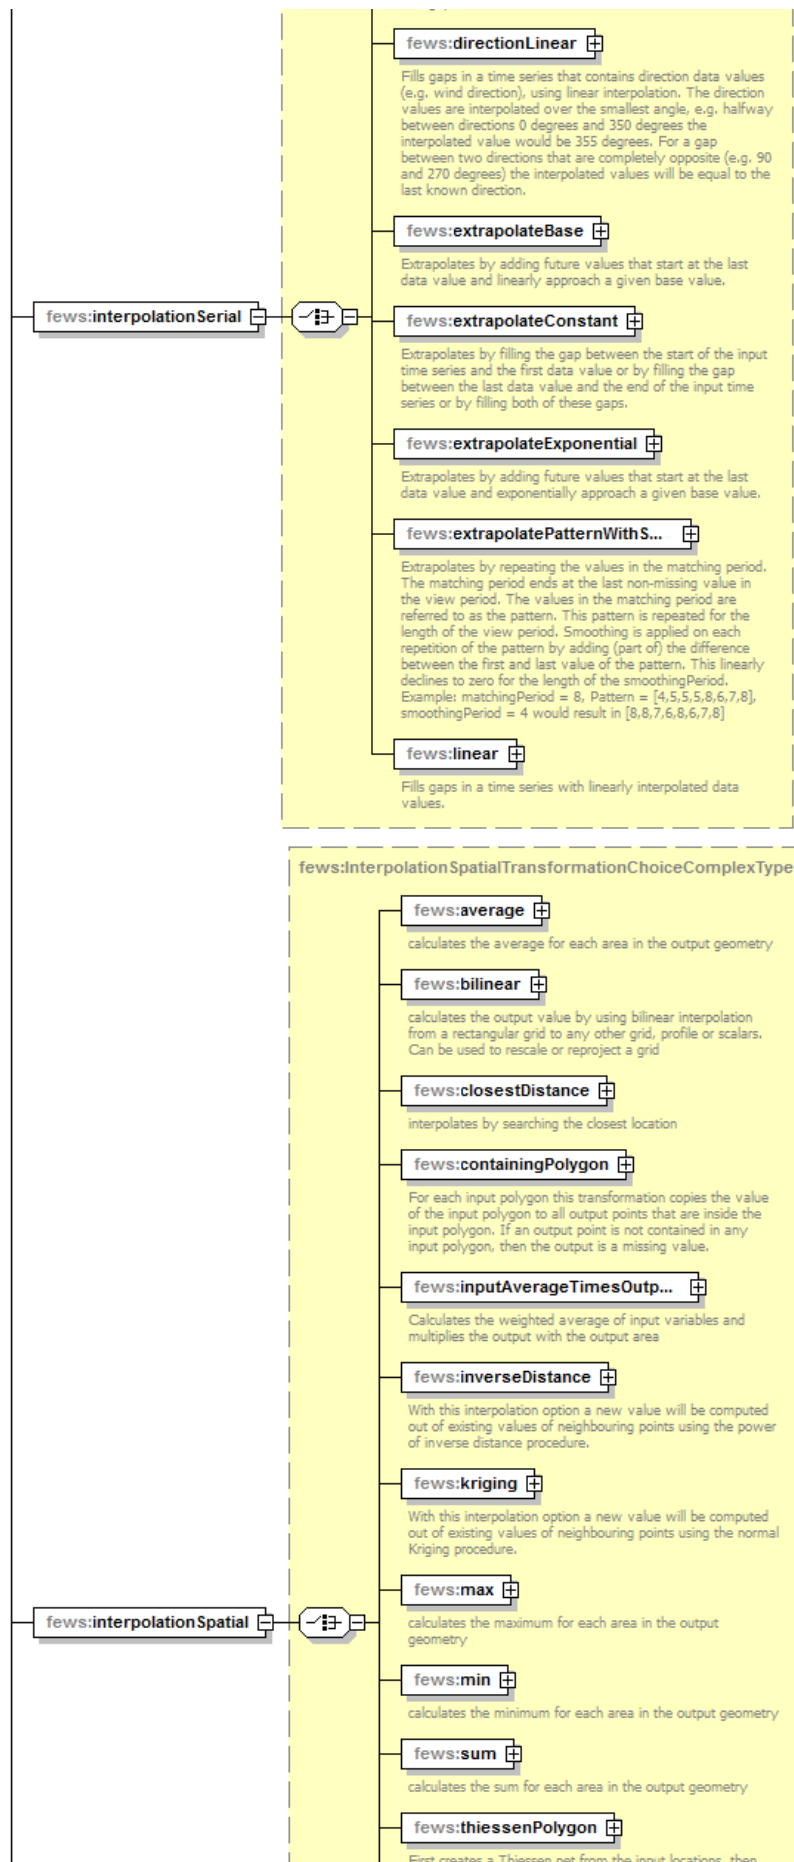 fews:directionLinear
Fills gaps in a time series that contains direction data values
(e.g. wind direction), using linear interpolation. The direction
values are interpolated over the smallest angle, e.g. halfway
between directions 0 degrees and 350 degrees the
interpolated value would be 355 degrees. For a gap
between two directions that are completely opposite (e.g. 90
and 270 degrees) the interpolated values will be equal to the
last known direction.
fews:extrapolateBase
Extrapolates by adding future values that start at the last
data value and linearly approach a given base value.
fews:interpolationSerial
fews:extrapolateConstant
Extrapolates by filling the gap between the start of the input
time series and the first data value or by filling the gap
between the last data value and the end of the input time
series or by filling both of these gaps.
fews:extrapolateExponential
Extrapolates by adding future values that start at the last
data value and exponentially approach a given base value.
fews:extrapolatePatternWithS...
Extrapolates by repeating the values in the matching period.
The matching period ends at the last non-missing value in
the view period. The values in the matching period are
referred to as the pattern. This pattern is repeated for the
length of the view period. Smoothing is applied on each
repetition of the pattern by adding (part of) the difference
between the first and last value of the pattern. This linearly
declines to zero for the length of the smoothingPeriod.
Example: matchingPeriod = 8, Pattern = [4,5,5,5,8,6,7,8],
smoothingPeriod = 4 would result in [8,8,7,6,8,6,7,8]
fews:linear
Fills gaps in a time series with linearly interpolated data
values.
fews:InterpolationSpatialTransformationChoiceComplexType
fews:average
calculates the average for each area in the output geometry
fews:bilinear
calculates the output value by using bilinear interpolation
from a rectangular grid to any other grid, profile or scalars.
Can be used to rescale or reproject a grid
fews:closestDistance
interpolates by searching the closest location
fews:containingPolygon
For each input polygon this transformation copies the value
of the input polygon to all output points that are inside the
input polygon. If an output point is not contained in any
input polygon, then the output is a missing value.
fews:inputAverageTimesOutp...
Calculates the weighted average of input variables and
multiplies the output with the output area
fews:inverseDistance
With this interpolation option a new value will be computed
out of existing values of neighbouring points using the power
of inverse distance procedure.
fews:kriging
With this interpolation option a new value will be computed
out of existing values of neighbouring points using the normal
Kriging procedure.
fews:max
calculates the maximum for each area in the output
geometry
fews:interpolationSpatial
fews:min
calculates the minimum for each area in the output geometry
fews:sum
calculates the sum for each area in the output geometry
fews:thiessenPolygon
First creates a Thiessen net from the input locations, then